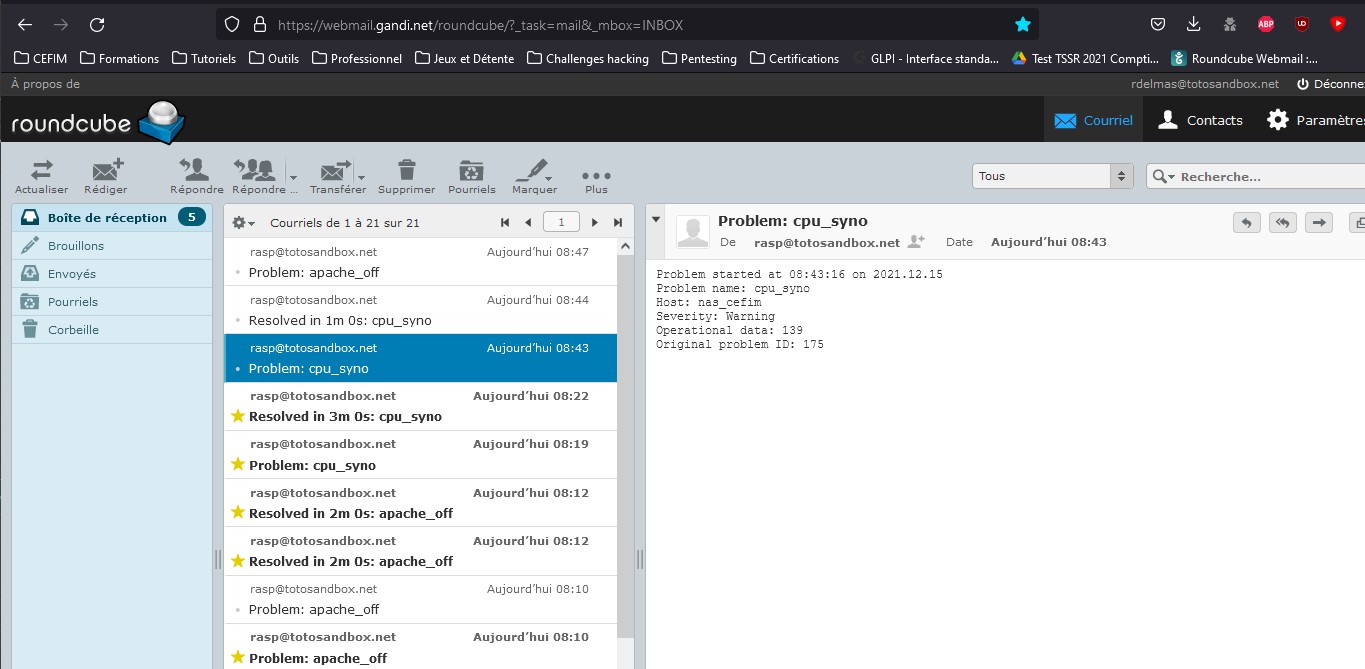 https://webmail.gandi.net/roundcube/?_task=mail&_mbox=INBOX
ABP
CEFIM Formations Tutoriels Outils Professionnel Jeux et Détente Challenges hacking Pentesting Certifications GLPI - Interface standa... Test TSSR 2021 Compti... Roundcube Webmail :...
À propos de
rdelmas@totosandbox.net Déconne
roundcube
Courriel Contacts Paramètres
Actualiser Rédiger Répondre Répondre ... Transférer Supprimer Pourriels Marquer Plus
Tous
Recherche...
Boîte de réception 5
Brouillons
Envoyés
Pourriels
Corbeille
Courriels de 1 à 21 sur 21
1
rasp@totosandbox.net Aujourd'hui 08:47
Problem: apache_off
rasp@totosandbox.net Aujourd'hui 08:44
Resolved in 1m 0s: cpu_syno
rasp@totosandbox.net Aujourd'hui 08:43
Problem: cpu_syno
rasp@totosandbox.net Aujourd'hui 08:22
Resolved in 3m 0s: cpu_syno
rasp@totosandbox.net Aujourd'hui 08:19
Problem: cpu_syno
rasp@totosandbox.net Aujourd'hui 08:12
Resolved in 2m 0s: apache_off
rasp@totosandbox.net Aujourd'hui 08:12
Resolved in 2m 0s: apache_off
rasp@totosandbox.net Aujourd'hui 08:10
Problem: apache_off
rasp@totosandbox.net Aujourd'hui 08:10
Problem: apache_off
Problem: cpu_syno
De rasp@totosandbox.net Date Aujourd'hui 08:43
Problem started at 08:43:16 on 2021.12.15
Problem name: cpu_syno
Host: nas_cefim
Severity: Warning
Operational data: 139
Original problem ID: 175